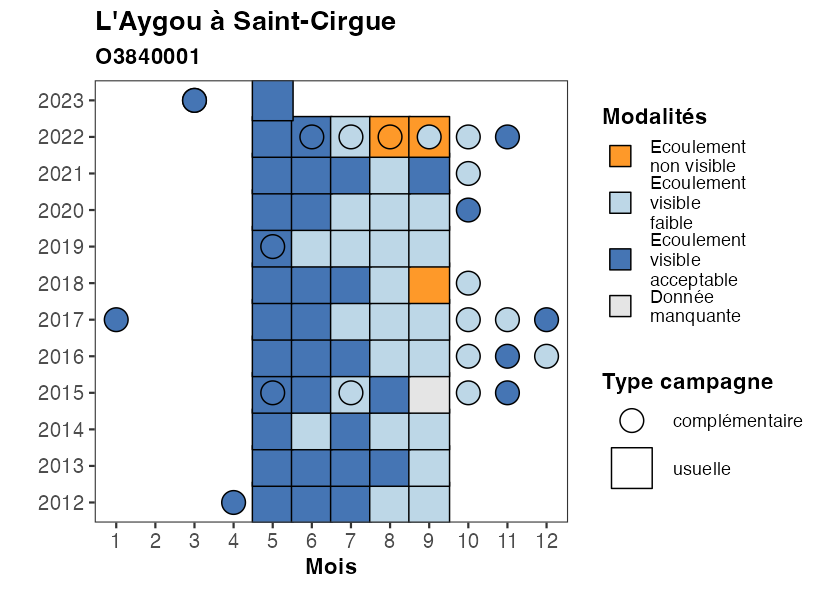 L'Aygou à Saint-Cirgue
O3840001
2023
2022
2021
2020
2019
2018
2017
2016
2015
2014
2013
2012
1 2 3 4 5 6 7 8 9 10 11 12
Mois
Modalités
Ecoulement
non visible
Ecoulement
visible
faible
Ecoulement
visible
acceptable
Donnée
manquante
Type campagne
complémentaire
usuelle